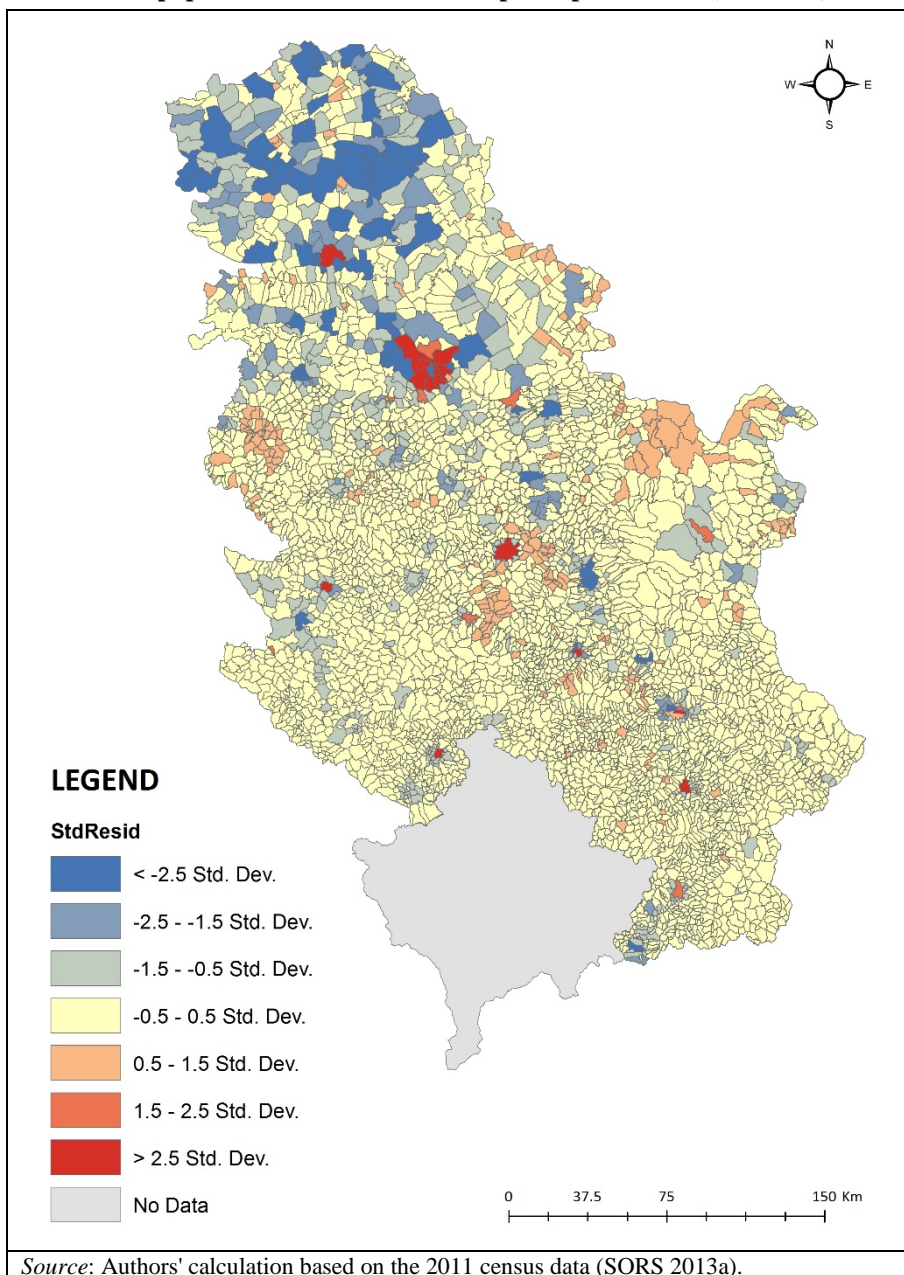 N
W E
S
LEGEND
StdResid
< -2.5 Std. Dev.
-2.5 - -1.5 Std. Dev.
-1.5 - -0.5 Std. Dev.
-0.5 - 0.5 Std. Dev.
0.5 - 1.5 Std. Dev.
1.5 - 2.5 Std. Dev.
> 2.5 Std. Dev.
No Data
0 37.5 75 150 Km
Source: Authors' calculation based on the 2011 census data (SORS 2013a).